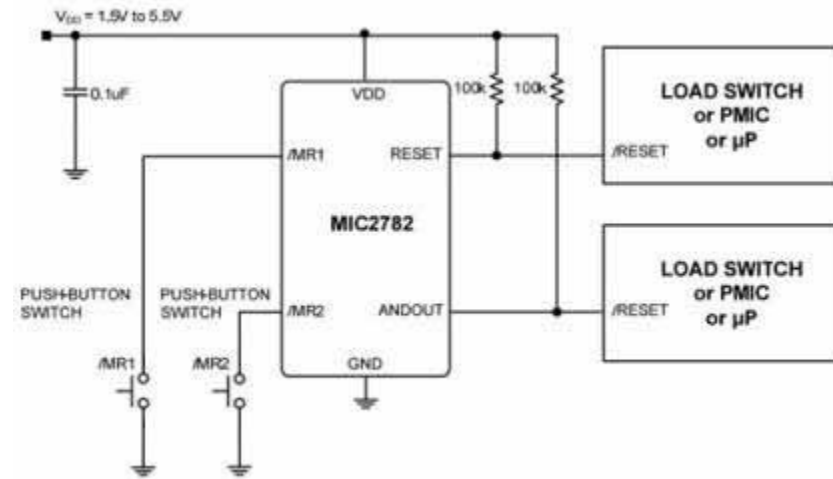 VDD = 1.5V to 5.5V
0.1uF
VDD
100k
100k
/MR1
RESET
MIC2782
/MR2
ANDOUT
GND
PUSH-BUTTON
SWITCH
PUSH-BUTTON
SWITCH
/MR1
/MR2
LOAD SWITCH
or PMIC
or µP
/RESET
LOAD SWITCH
or PMIC
or µP
/RESET